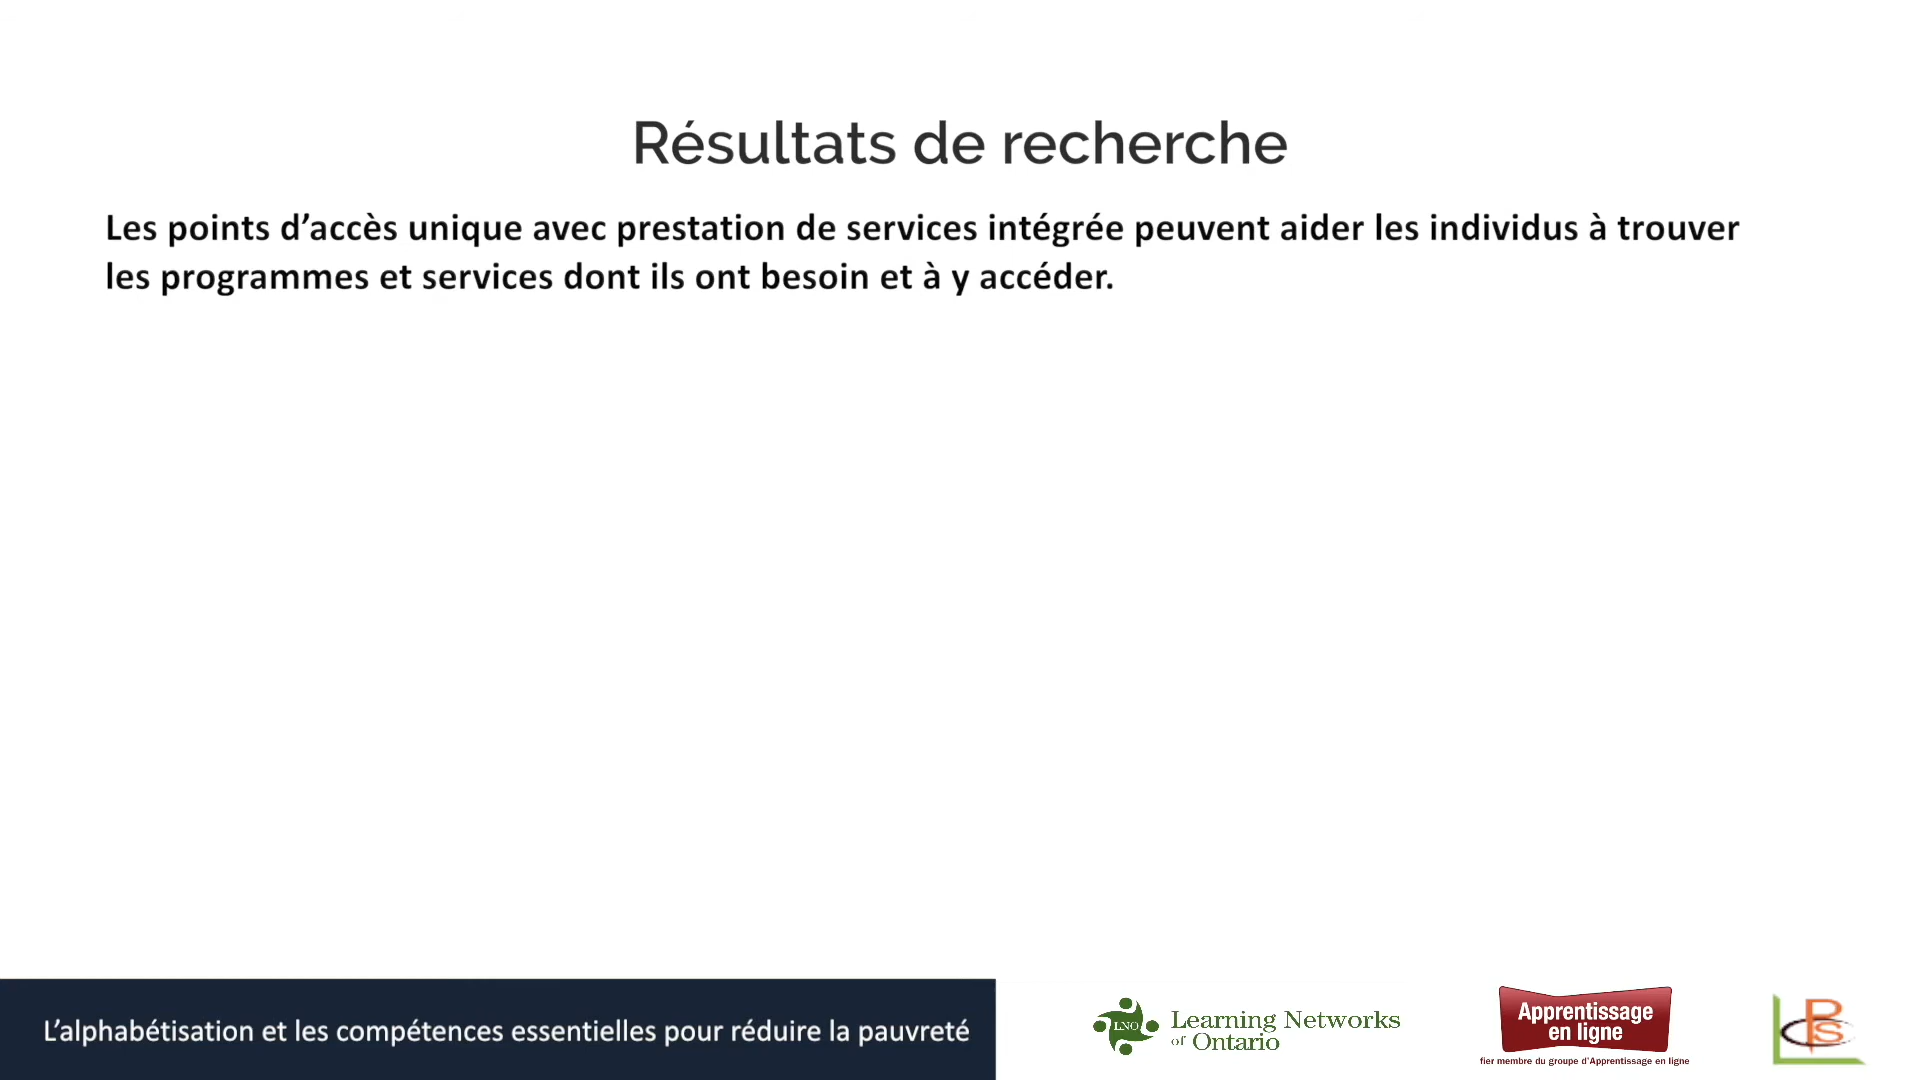 Résultats de recherche
Les points d’accès unique avec prestation de services intégrée peuvent aider les individus à trouver
les programmes et services dont ils ont besoin et à y accéder.
L’alphabétisation et les compétences essentielles pour réduire la pauvreté
LNO
Learning Networks
of Ontario
Apprentissage
en ligne
fier membre du groupe d’Apprentissage en ligne